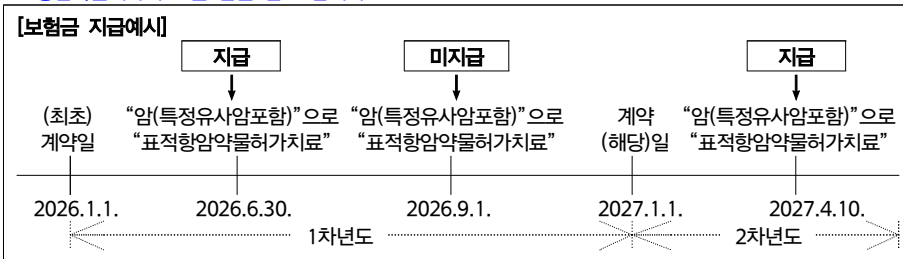 [보험금 지급예시]
지급 미지급 지급
(최초) "암(특정유사암포함)"으로 "암(특정유사암포함)"으로 계약 "암(특정유사암포함)"으로
계약일 "표적항암약물허가치료" "표적항암약물허가치료" (해당)일 "표적항암약물허가치료"
2026.1.1. 2026.6.30. 2026.9.1. 2027.1.1. 2027.4.10.
1차년도 2차년도